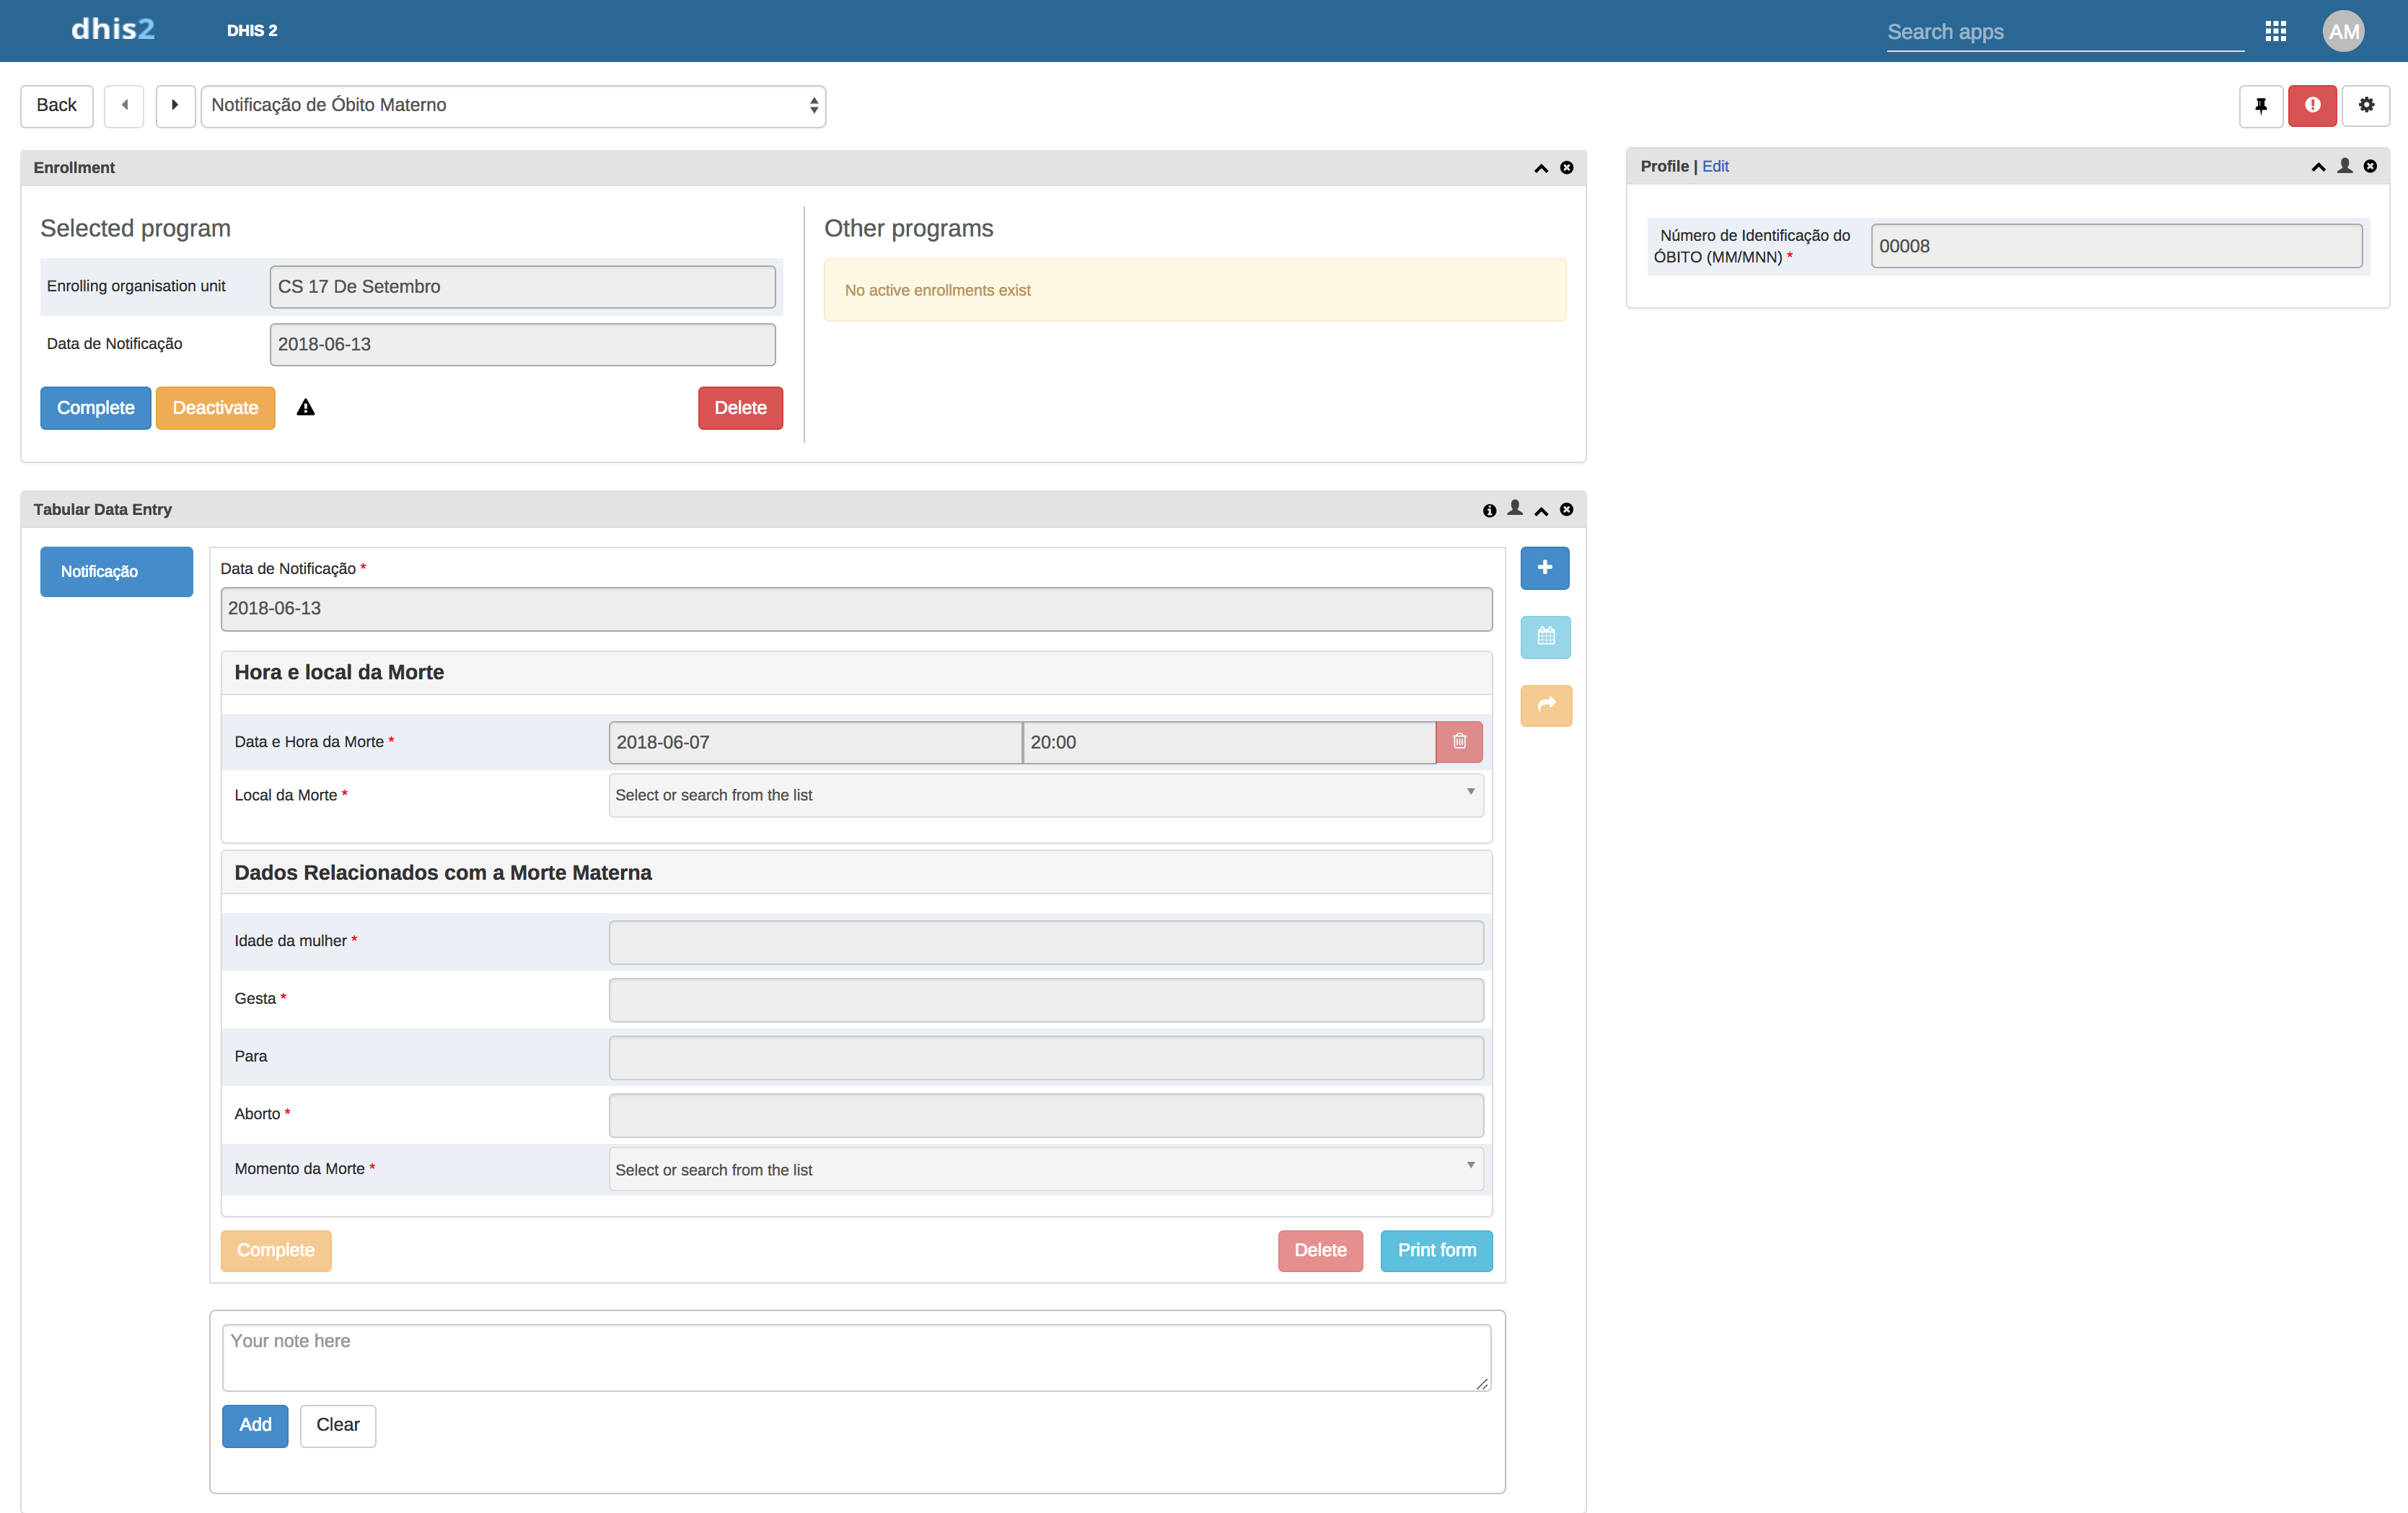 dhis2 DHIS 2 Search apps AM
Back Notificação de Óbito Materno
Enrollment
Selected program
Enrolling organisation unit CS 17 De Setembro
Data de Notificação 2018-06-13
Complete Deactivate Delete
Other programs
No active enrollments exist
Profile | Edit
Número de Identificação do
ÓBITO (MM/MNN) * 00008
Tabular Data Entry
Notificação
Data de Notificação *
2018-06-13
Hora e local da Morte
Data e Hora da Morte * 2018-06-07 20:00
Local da Morte * Select or search from the list
Dados Relacionados com a Morte Materna
Idade da mulher *
Gesta *
Para
Aborto *
Momento da Morte * Select or search from the list
Complete Delete Print form
Your note here
Add Clear